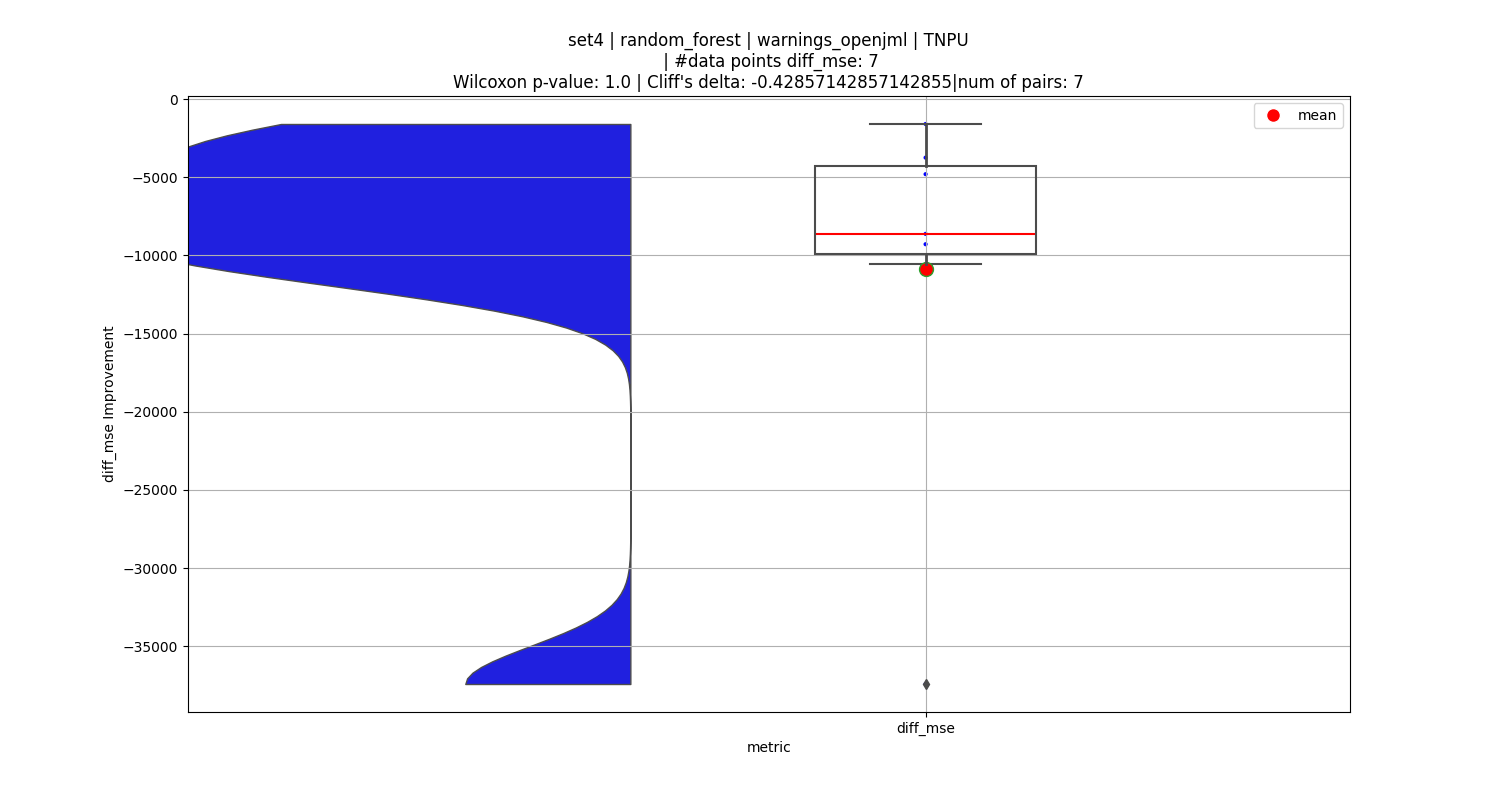 set4 | random_forest | warnings_openjml | TNPU
| #data points diff_mse: 7
Wilcoxon p-value: 1.0 | Cliff's delta: -0.42857142857142855|num of pairs: 7
mean
0
−5000
−10000
−15000
−20000
−25000
−30000
−35000
diff_mse Improvement
diff_mse
metric